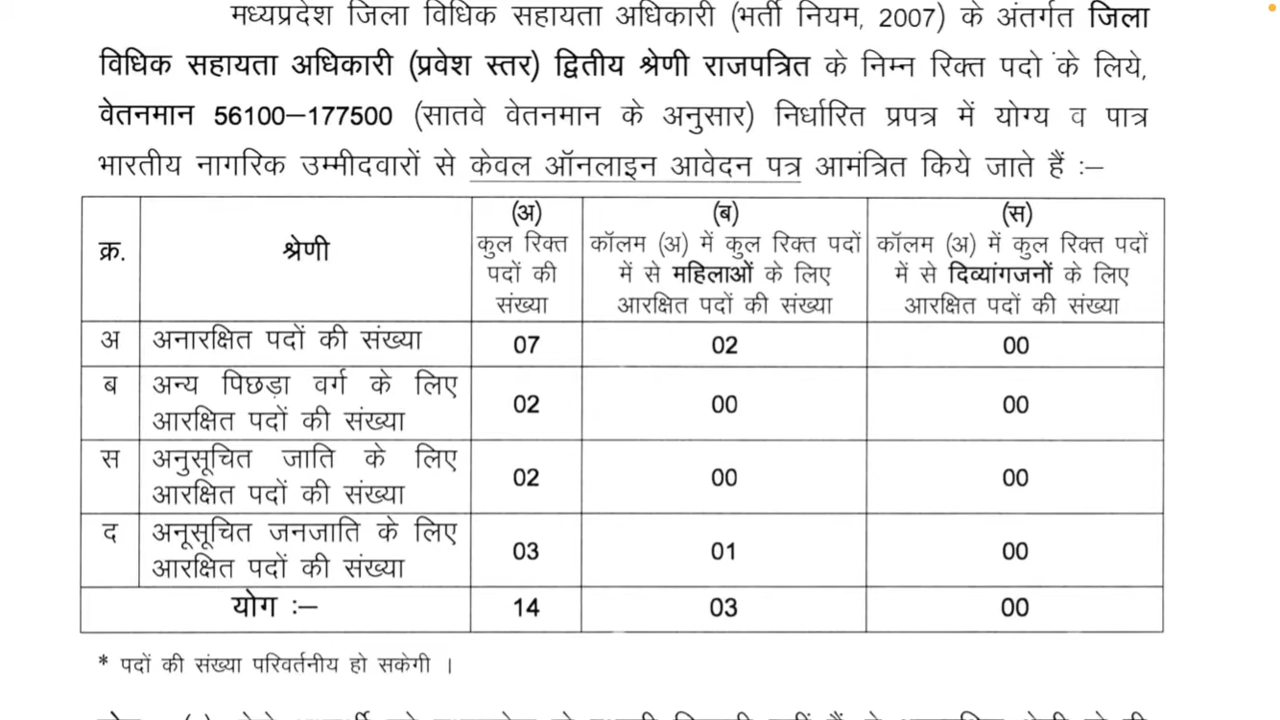 मध्यप्रदेश जिला विधिक सहायता अधिकारी (भर्ती नियम, 2007) के अंतर्गत जिला
विधिक सहायता अधिकारी (प्रवेश स्तर) द्वितीय श्रेणी राजपत्रित के निम्न रिक्त पदों के लिये,
वेतनमान 56100–177500 (सातवे वेतनमान के अनुसार) निर्धारित प्रपत्र में योग्य व पात्र
भारतीय नागरिक उम्मीदवारों से केवल ऑनलाइन आवेदन पत्र आमंत्रित किये जाते हैं :–
क्र. श्रेणी (अ) कुल रिक्त पदों की संख्या (ब) कॉलम (अ) में कुल रिक्त पदों में से महिलाओं के लिए आरक्षित पदों की संख्या (स) कॉलम (अ) में कुल रिक्त पदों में से दिव्यांगजनों के लिए आरक्षित पदों की संख्या
अ अनारक्षित पदों की संख्या 07 02 00
ब अन्य पिछड़ा वर्ग के लिए आरक्षित पदों की संख्या 02 00 00
स अनुसूचित जाति के लिए आरक्षित पदों की संख्या 02 00 00
द अनूसूचित जनजाति के लिए आरक्षित पदों की संख्या 03 01 00
योग :– 14 03 00
* पदों की संख्या परिवर्तनीय हो सकेगी ।